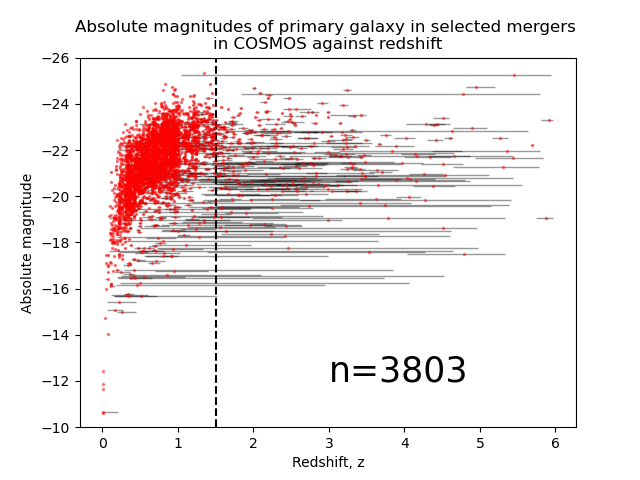 Absolute magnitudes of primary galaxy in selected mergers
in COSMOS against redshift
−26
−24
−22
−20
−18
−16
−14
−12
−10
Absolute magnitude
n=3803
0 1 2 3 4 5 6
Redshift, z